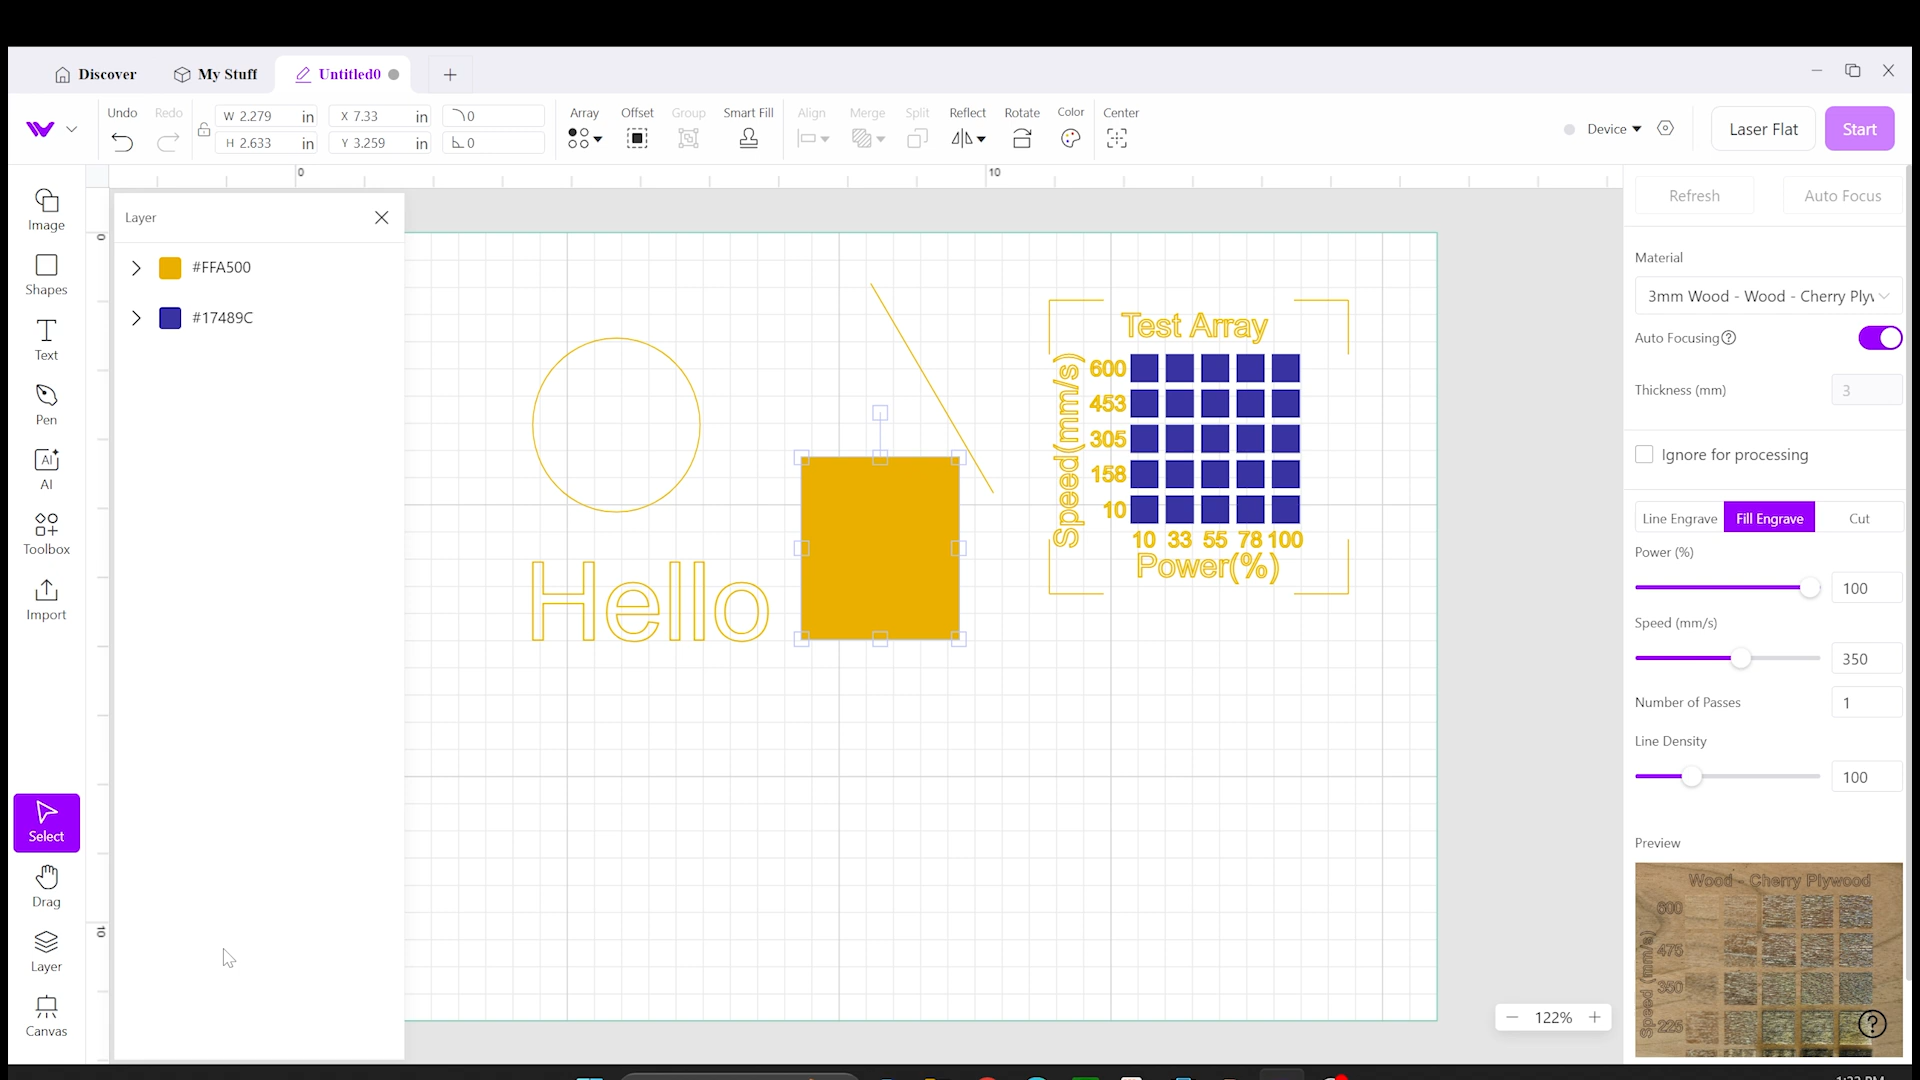 Discover
My Stuff
Untitled0
Undo
Redo
W 2.279 in
H 2.633 in
X 7.33 in
Y 3.259 in
0
0
Array
Offset
Group
Smart Fill
Align
Merge
Split
Reflect
Rotate
Color
Center
Device
Laser Flat
Start
0
10
Image
Shapes
Text
Pen
AI
AI
Toolbox
Import
Select
Drag
Layer
Canvas
0
10
Layer
#FFA500
#17489C
Hello
Test Array
Speed(mm/s)
600
453
305
158
10
10 33 55 78 100
Power(%)
122%
Refresh
Auto Focus
Material
3mm Wood - Wood - Cherry Ply
Auto Focusing ?
Thickness (mm)
3
Ignore for processing
Line Engrave
Fill Engrave
Cut
Power (%)
100
Speed (mm/s)
350
Number of Passes
1
Line Density
100
Preview
Wood - Cherry Plywood
Speed (mm/s)
600
475
350
225
?